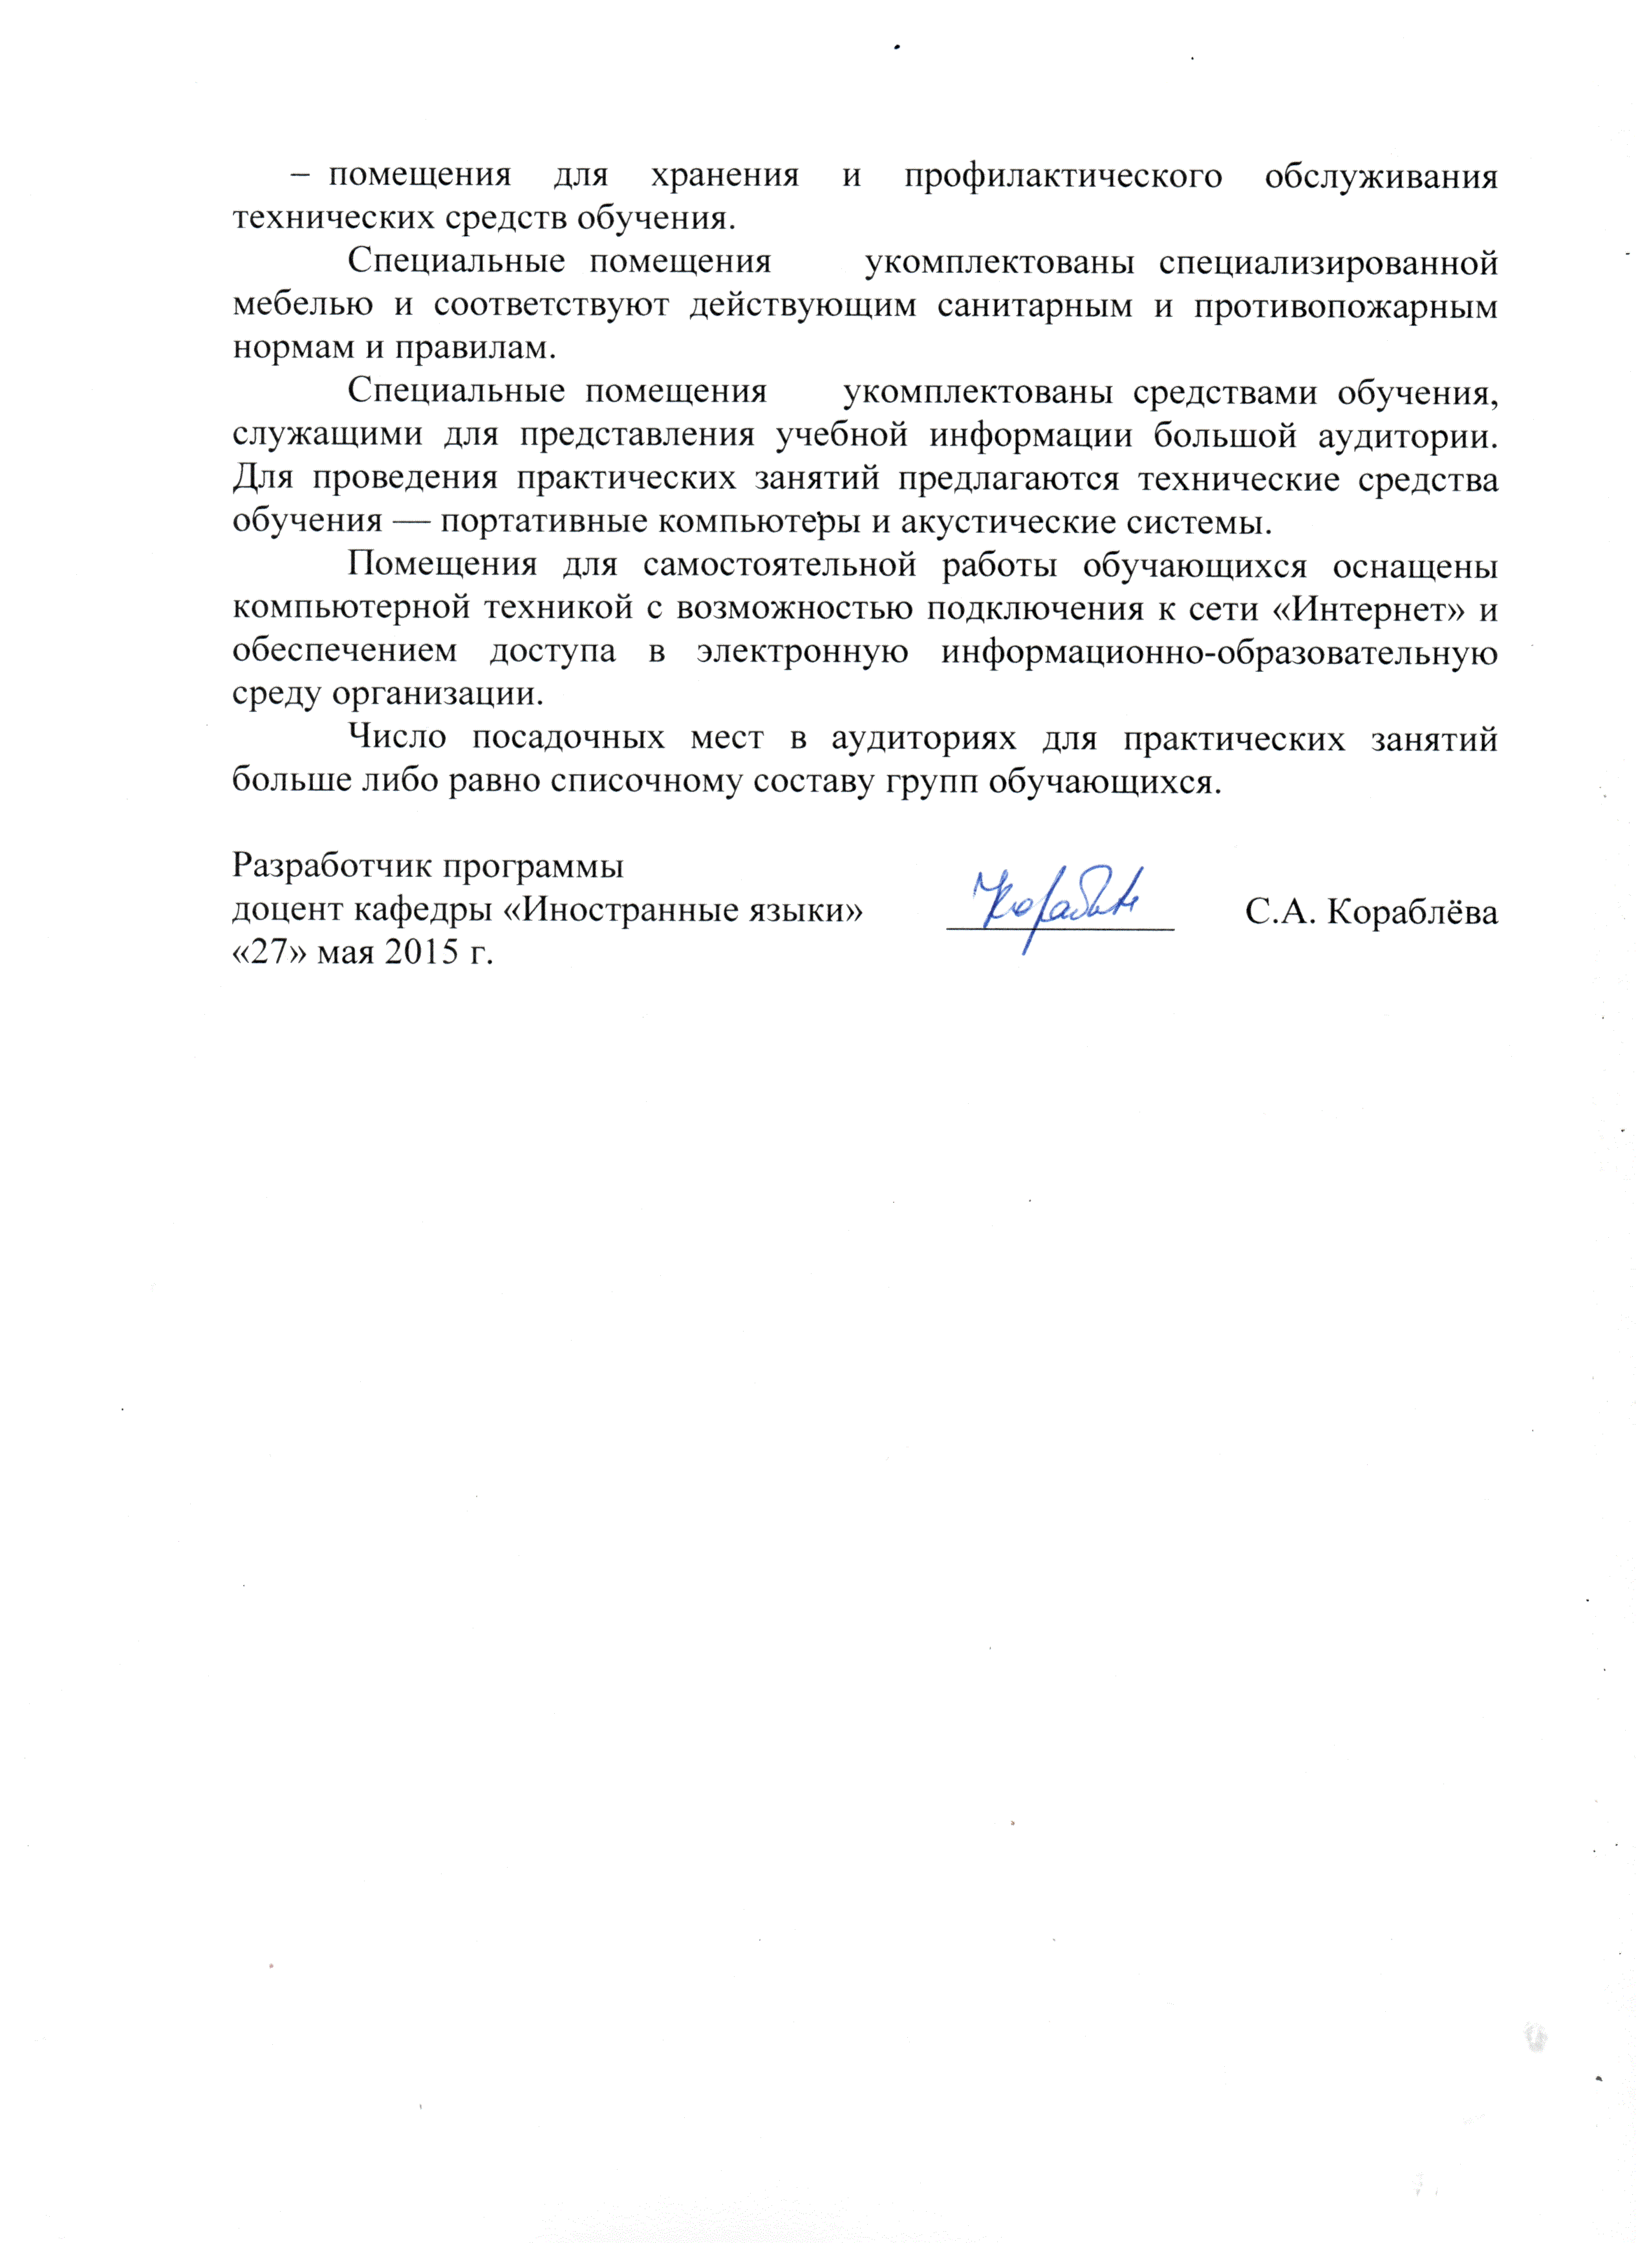 – помещения для хранения и профилактического обслуживания
технических средств обучения.
Специальные помещения укомплектованы специализированной
мебелью и соответствуют действующим санитарным и противопожарным
нормам и правилам.
Специальные помещения укомплектованы средствами обучения,
служащими для представления учебной информации большой аудитории.
Для проведения практических занятий предлагаются технические средства
обучения — портативные компьютеры и акустические системы.
Помещения для самостоятельной работы обучающихся оснащены
компьютерной техникой с возможностью подключения к сети «Интернет» и
обеспечением доступа в электронную информационно-образовательную
среду организации.
Число посадочных мест в аудиториях для практических занятий
больше либо равно списочному составу групп обучающихся.
Разработчик программы
доцент кафедры «Иностранные языки» С.А. Кораблёва
«27» мая 2015 г.